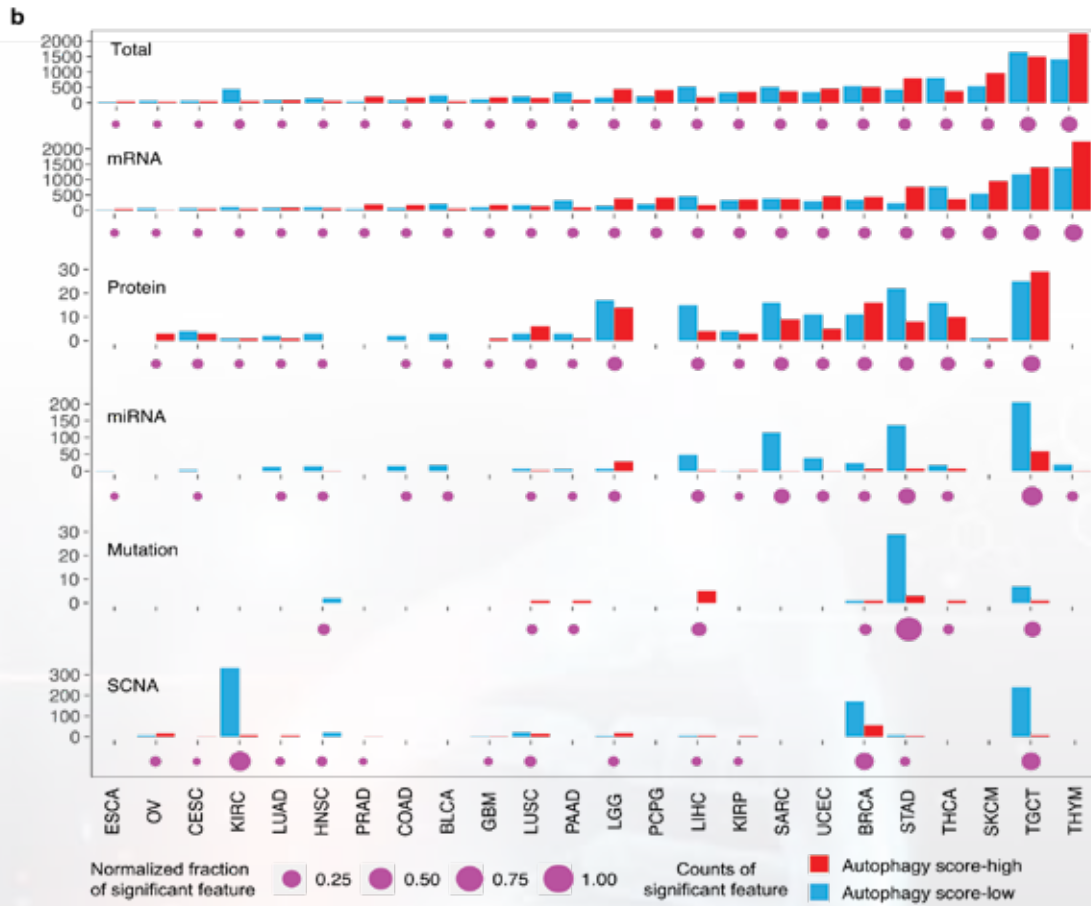 b
Total
2000
1500
1000
500
0
mRNA
2000
1500
1000
500
0
Protein
30
20
10
0
miRNA
200
150
100
50
0
Mutation
30
20
10
0
SCNA
300
200
100
0
ESCA OV CESC KIRC LUAD HNSC PRAD COAD BLCA GBM LUSC PAAD LGG PCPG LIHC KIRP SARC UCEC BRCA STAD THCA SKCM TGCT THYM
Normalized fraction
of significant feature
0.25 0.50 0.75 1.00
Counts of
significant feature
Autophagy score-high
Autophagy score-low